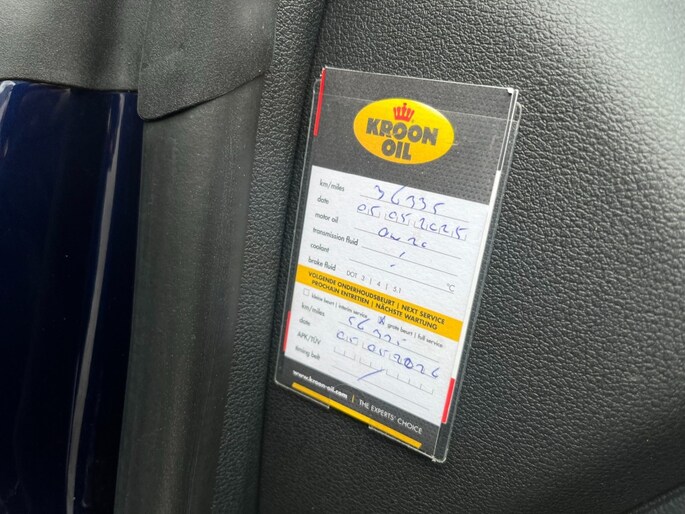 KROON
OIL
km/miles 36335
date 05 05 2025
motor oil 0w20
transmission fluid /
coolant -
brake fluid DOT 3 | 4 | 5.1 °C
VOLGENDE ONDERHOUDSBEURT | NEXT SERVICE
PROCHAIN ENTRETIEN | NÄCHSTE WARTUNG
kleine beurt | interim service grote beurt | full service
km/miles 56335
date 05 05 2026
APK/TÜV
timing belt /
www.kroon-oil.com | THE EXPERTS' CHOICE